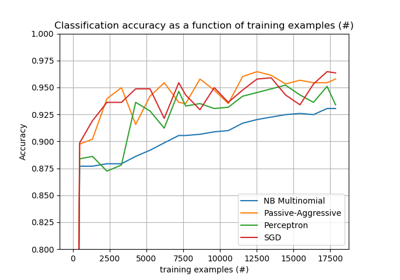 Classification accuracy as a function of training examples (#)
1.000
0.975
0.950
0.925
0.900
0.875
0.850
0.825
0.800
Accuracy
NB Multinomial
Passive-Aggressive
Perceptron
SGD
0 2500 5000 7500 10000 12500 15000 17500
training examples (#)